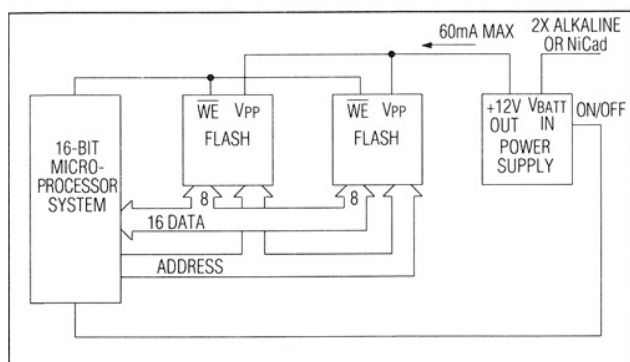 60mA MAX
2X ALKALINE
OR NiCad
WE VPP
FLASH
WE VPP
FLASH
+12V VBATT
OUT IN
POWER
SUPPLY
ON/OFF
16-BIT
MICRO-
PROCESSOR
SYSTEM
8
8
16 DATA
ADDRESS